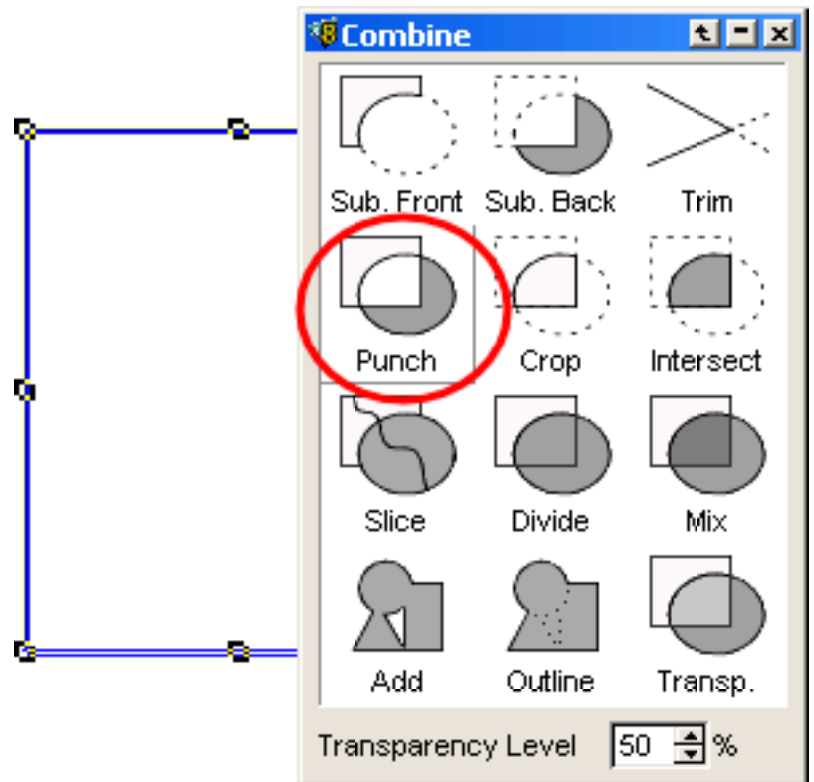 Combine
Sub. Front Sub. Back Trim
Punch Crop Intersect
Slice Divide Mix
Add Outline Transp.
Transparency Level 50 %